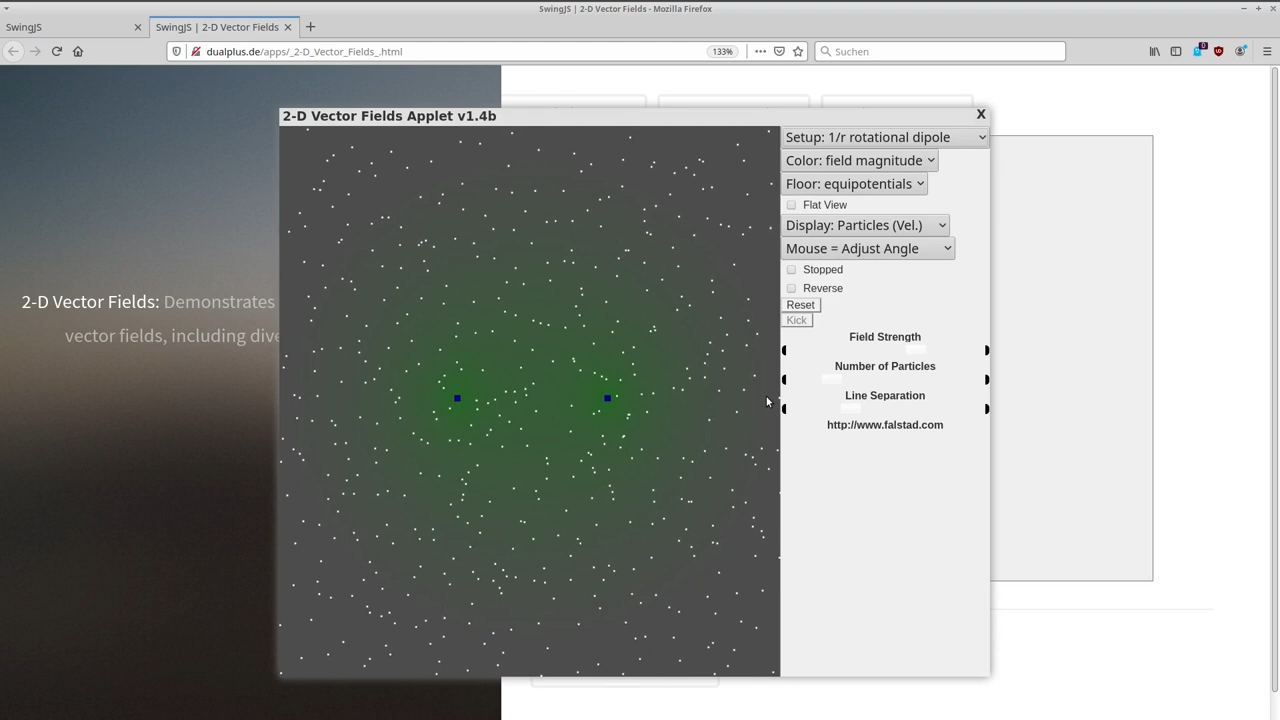 SwingJS | 2-D Vector Fields - Mozilla Firefox
SwingJS
SwingJS | 2-D Vector Fields
dualplus.de/apps/_2-D_Vector_Fields_.html
133%
Suchen
0
2-D Vector Fields Applet v1.4b
X
Setup: 1/r rotational dipole
Color: field magnitude
Floor: equipotentials
Flat View
Display: Particles (Vel.)
Mouse = Adjust Angle
Stopped
Reverse
Reset
Kick
Field Strength
Number of Particles
Line Separation
http://www.falstad.com
2-D Vector Fields: Demonstrates
vector fields, including dive